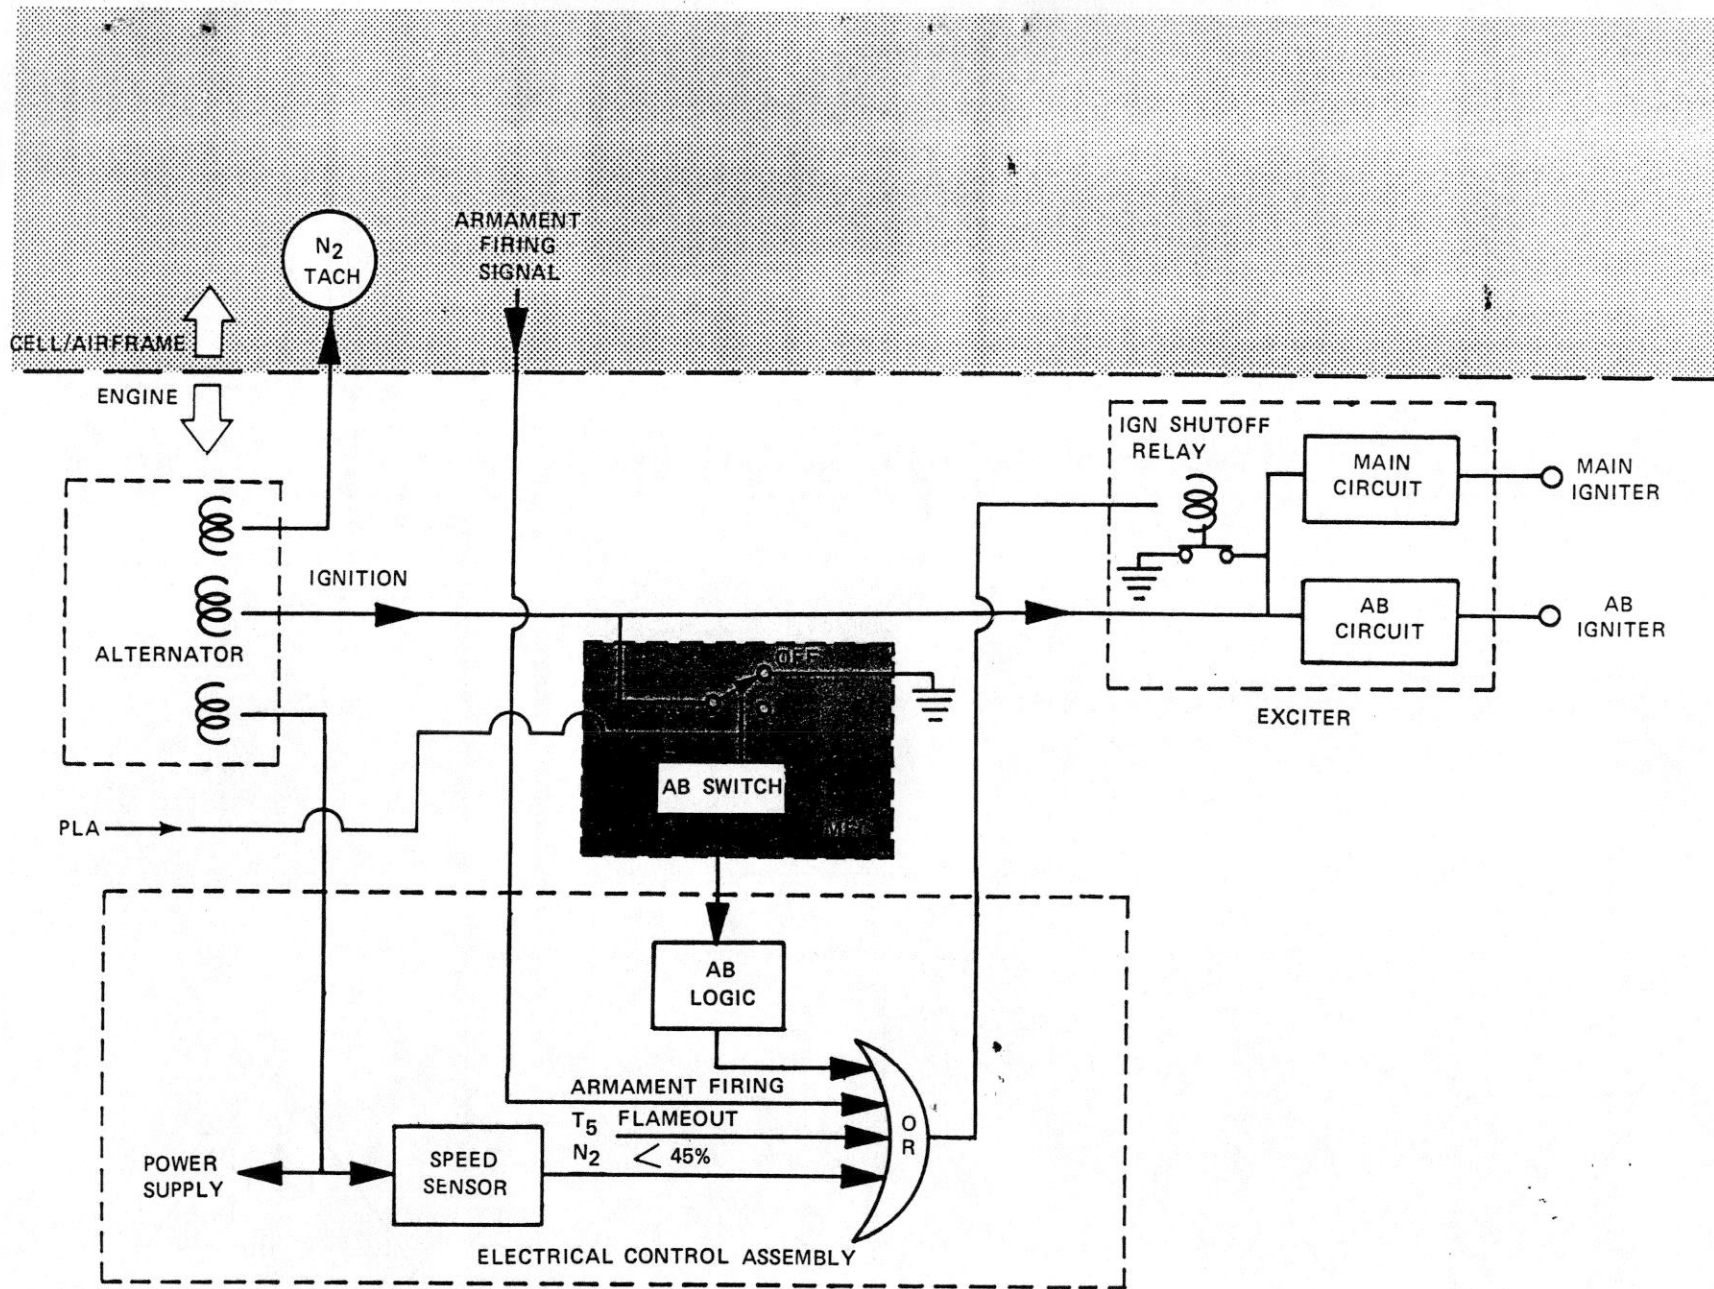 N2
TACH
ARMAMENT
FIRING
SIGNAL
CELL/AIRFRAME
ENGINE
IGN SHUTOFF
RELAY
MAIN
CIRCUIT
MAIN
IGNITER
IGNITION
AB
CIRCUIT
AB
IGNITER
ALTERNATOR
OFF
EXCITER
AB SWITCH
PLA
AB
LOGIC
ARMAMENT FIRING
T5 FLAMEOUT
N2 < 45%
OR
POWER
SUPPLY
SPEED
SENSOR
ELECTRICAL CONTROL ASSEMBLY